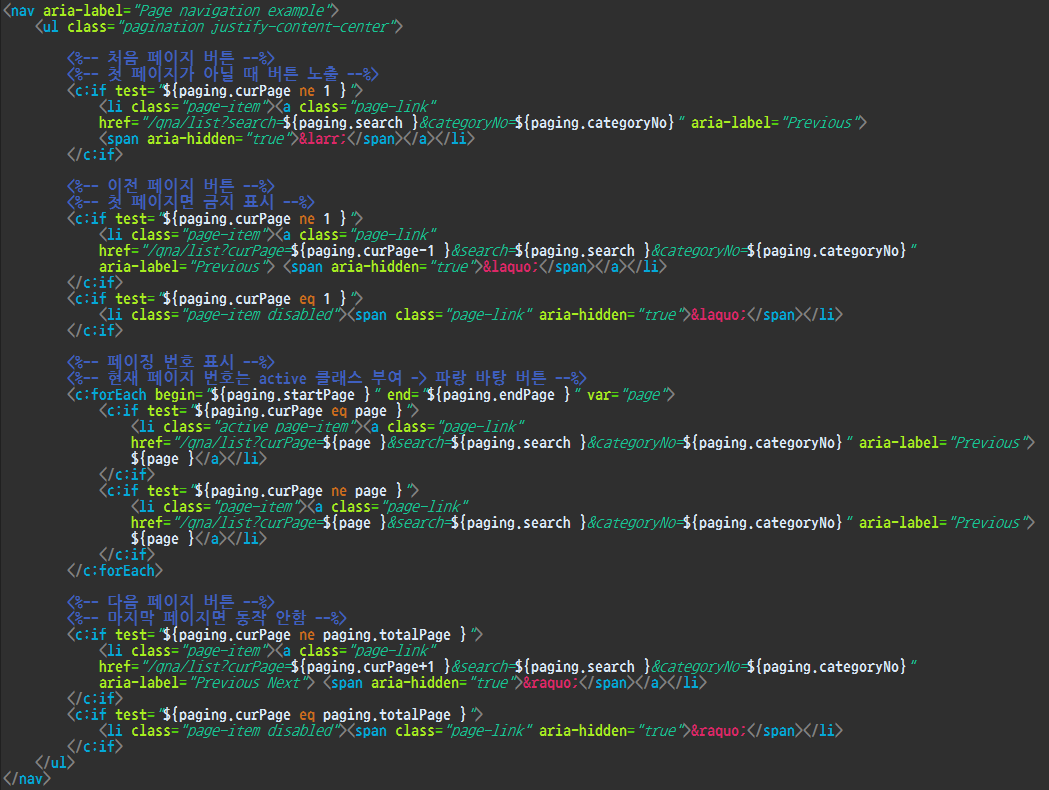 <nav aria-label="Page navigation example">
<ul class="pagination justify-content-center">
<%-- 처음 페이지 버튼 --%>
<%-- 첫 페이지가 아닐 때 버튼 노출 --%>
<c:if test="${paging.curPage ne 1 }">
<li class="page-item"><a class="page-link"
href="/qna/list?search=${paging.search }&categoryNo=${paging.categoryNo}" aria-label="Previous">
<span aria-hidden="true">&larr;</span></a></li>
</c:if>
<%-- 이전 페이지 버튼 --%>
<%-- 첫 페이지면 금지 표시 --%>
<c:if test="${paging.curPage ne 1 }">
<li class="page-item"><a class="page-link"
href="/qna/list?curPage=${paging.curPage-1 }&search=${paging.search }&categoryNo=${paging.categoryNo}"
aria-label="Previous"> <span aria-hidden="true">&laquo;</span></a></li>
</c:if>
<c:if test="${paging.curPage eq 1 }">
<li class="page-item disabled"><span class="page-link" aria-hidden="true">&laquo;</span></li>
</c:if>
<%-- 페이징 번호 표시 --%>
<%-- 현재 페이지 번호는 active 클래스 부여 -> 파랑 바탕 버튼 --%>
<c:forEach begin="${paging.startPage }" end="${paging.endPage }" var="page">
<c:if test="${paging.curPage eq page }">
<li class="active page-item"><a class="page-link"
href="/qna/list?curPage=${page }&search=${paging.search }&categoryNo=${paging.categoryNo}" aria-label="Previous">
${page }</a></li>
</c:if>
<c:if test="${paging.curPage ne page }">
<li class="page-item"><a class="page-link"
href="/qna/list?curPage=${page }&search=${paging.search }&categoryNo=${paging.categoryNo}" aria-label="Previous">
${page }</a></li>
</c:if>
</c:forEach>
<%-- 다음 페이지 버튼 --%>
<%-- 마지막 페이지면 동작 안함 --%>
<c:if test="${paging.curPage ne paging.totalPage }">
<li class="page-item"><a class="page-link"
href="/qna/list?curPage=${paging.curPage+1 }&search=${paging.search }&categoryNo=${paging.categoryNo}"
aria-label="Previous Next"> <span aria-hidden="true">&raquo;</span></a></li>
</c:if>
<c:if test="${paging.curPage eq paging.totalPage }">
<li class="page-item disabled"><span class="page-link" aria-hidden="true">&raquo;</span></li>
</c:if>
</ul>
</nav>